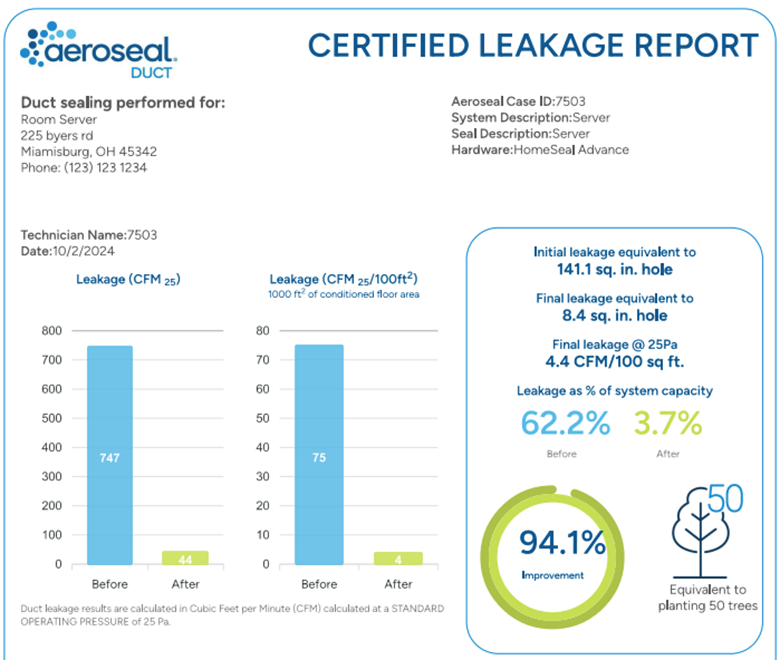 aeroseal.
DUCT
CERTIFIED LEAKAGE REPORT
Duct sealing performed for:
Room Server
225 byers rd
Miamisburg, OH 45342
Phone: (123) 123 1234
Aeroseal Case ID:7503
System Description:Server
Seal Description:Server
Hardware:HomeSeal Advance
Technician Name:7503
Date:10/2/2024
Leakage (CFM 25)
800
700
600
500
400
300
200
100
0
747
44
Before
After
Leakage (CFM 25/100ft²)
1000 ft² of conditioned floor area
80
70
60
50
40
30
20
10
0
75
4
Before
After
Duct leakage results are calculated in Cubic Feet per Minute (CFM) calculated at a STANDARD
OPERATING PRESSURE of 25 Pa.
Initial leakage equivalent to
141.1 sq. in. hole
Final leakage equivalent to
8.4 sq. in. hole
Final leakage @ 25Pa
4.4 CFM/100 sq ft.
Leakage as % of system capacity
62.2% 3.7%
Before After
94.1%
Improvement
50
Equivalent to
planting 50 trees